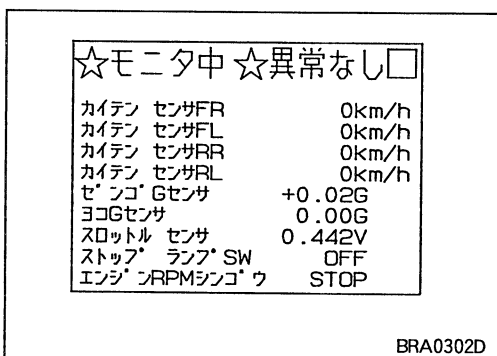 ☆モニタ中 ☆異常なし□
カイテン センサFR 0km/h
カイテン センサFL 0km/h
カイテン センサRR 0km/h
カイテン センサRL 0km/h
ゼンゴGセンサ +0.02G
ヨコGセンサ 0.00G
スロットル センサ 0.442V
ストップ ランプSW OFF
エンジンRPMシンゴウ STOP
BRA0302D